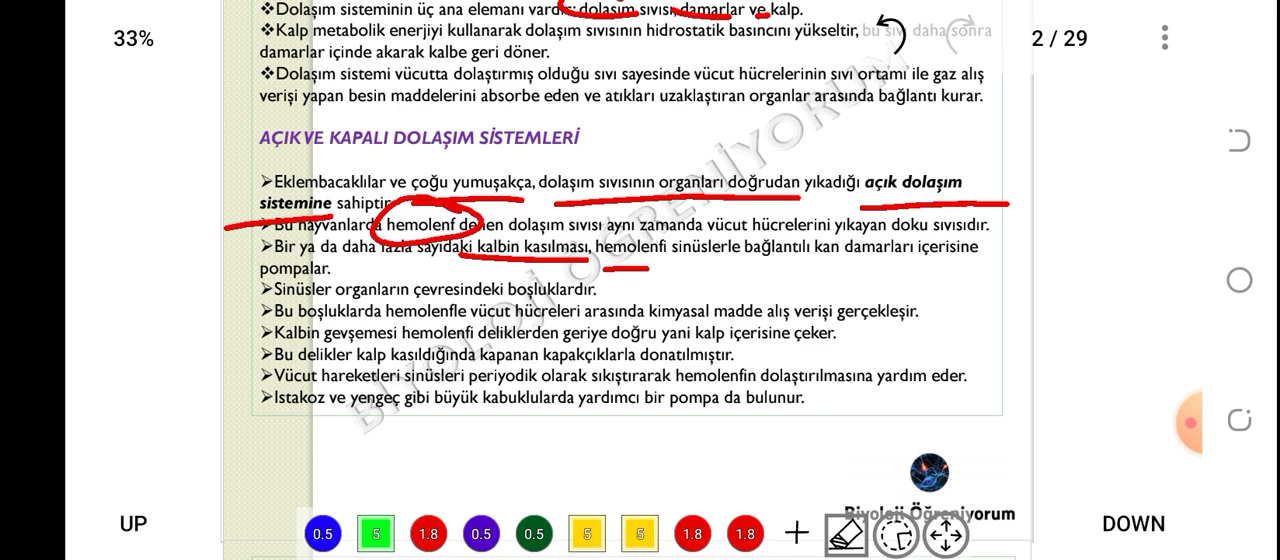 ❖Dolaşım sisteminin üç ana elemanı vardır; dolaşım sıvısı, damarlar ve kalp.
33%
❖Kalp metabolik enerjiyi kullanarak dolaşım sıvısının hidrostatik basıncını yükseltir, bu sıvı daha sonra
2 / 29
damarlar içinde akarak kalbe geri döner.
❖Dolaşım sistemi vücutta dolaştırmış olduğu sıvı sayesinde vücut hücrelerinin sıvı ortamı ile gaz alış
verişi yapan besin maddelerini absorbe eden ve atıkları uzaklaştıran organlar arasında bağlantı kurar.
AÇIK VE KAPALI DOLAŞIM SİSTEMLERİ
➢Eklembacaklılar ve çoğu yumuşakça, dolaşım sıvısının organları doğrudan yıkadığı açık dolaşım
sistemine sahiptir.
➢Bu hayvanlarda hemolenf denen dolaşım sıvısı aynı zamanda vücut hücrelerini yıkayan doku sıvısıdır.
➢Bir ya da daha fazla sayıdaki kalbin kasılması, hemolenfi sinüslerle bağlantılı kan damarları içerisine
pompalar.
➢Sinüsler organların çevresindeki boşluklardır.
➢Bu boşluklarda hemolenfle vücut hücreleri arasında kimyasal madde alış verişi gerçekleşir.
➢Kalbin gevşemesi hemolenfi deliklerden geriye doğru yani kalp içerisine çeker.
➢Bu delikler kalp kasıldığında kapanan kapakçıklarla donatılmıştır.
➢Vücut hareketleri sinüsleri periyodik olarak sıkıştırarak hemolenfin dolaştırılmasına yardım eder.
➢Istakoz ve yengeç gibi büyük kabuklularda yardımcı bir pompa da bulunur.
BİYOLOJİ ÖĞRENİYORUM
Biyoloji Öğreniyorum
UP
0.5 5 1.8 0.5 0.5 5 5 1.8 1.8
DOWN